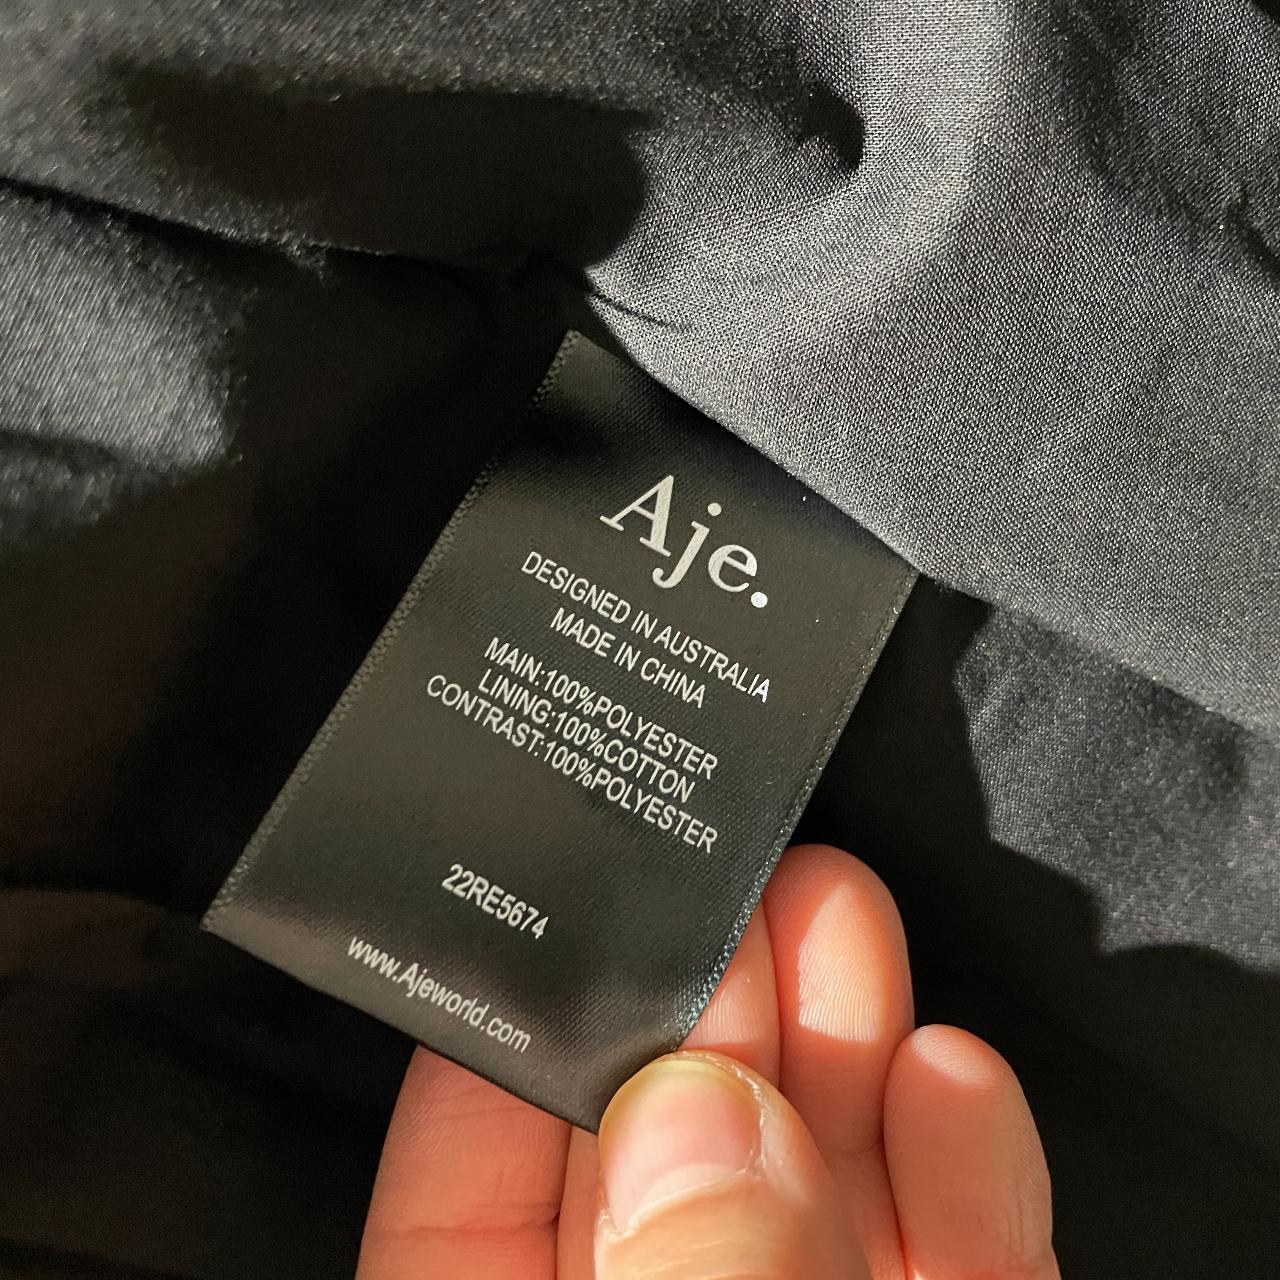 Aje.
DESIGNED IN AUSTRALIA
MADE IN CHINA
MAIN:100%POLYESTER
LINING:100%COTTON
CONTRAST:100%POLYESTER
22RE5674
www.Ajeworld.com